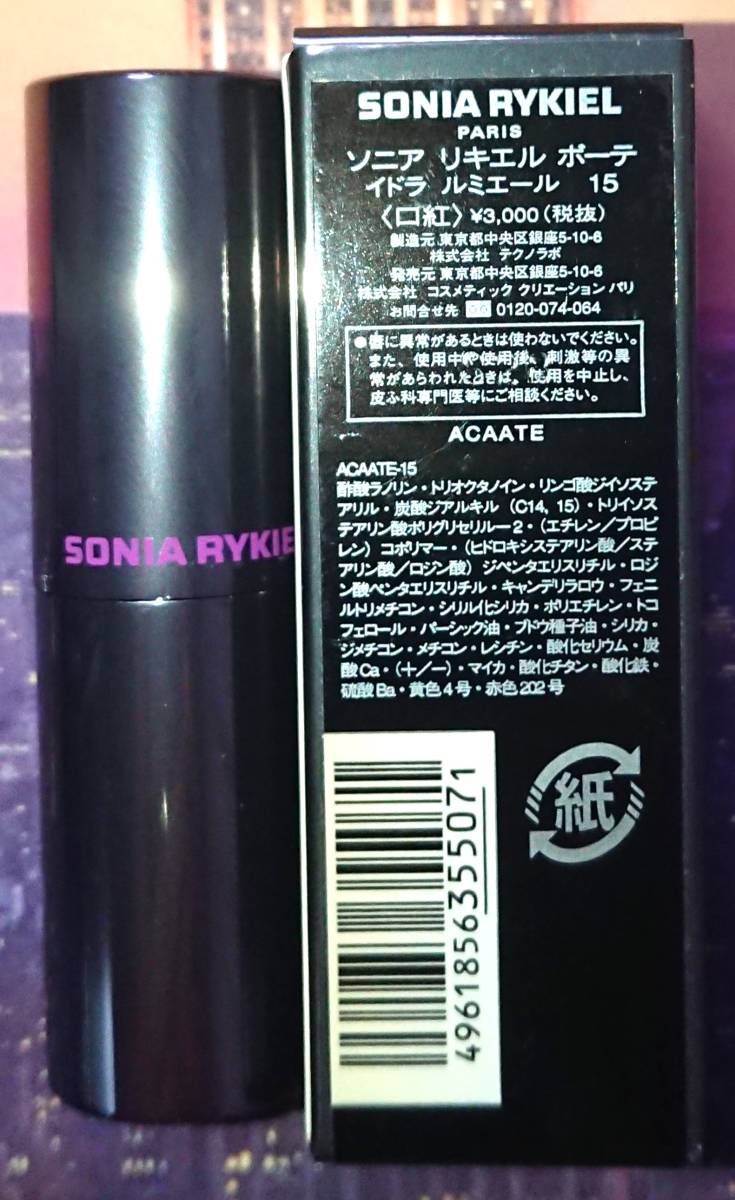 SONIA RYKIE
SONIA RYKIEL
PARIS
ソニア リキエル ボーテ
イドラ ルミエール 15
〈口紅〉¥3,000(税抜)
製造元 東京都中央区銀座5-10-6
株式会社 テクノラボ
発売元 東京都中央区銀座5-10-6
株式会社 コスメティック クリエーション パリ
お問合せ先 0120-074-064
●唇に異常があるときは使わないでください。
また、使用中や使用後、刺激等の異
常があらわれたときは、使用を中止し、
皮ふ科専門医等にご相談ください。
ACAATE
ACAATE-15
酢酸ラノリン・トリオクタノイン・リンゴ酸ジイソステ
アリル・炭酸ジアルキル(C14, 15)・トリイソス
テアリン酸ポリグリセリル-2・(エチレン/プロピ
レン)コポリマー・(ヒドロキシステアリン酸/ステ
アリン酸/ロジン酸)ジペンタエリスリチル・ロジ
ン酸ペンタエリスリチル・キャンデリラロウ・フェニ
ルトリメチコン・シリル化シリカ・ポリエチレン・トコ
フェロール・パーシック油・ブドウ種子油・シリカ・
ジメチコン・メチコン・レシチン・酸化セリウム・炭
酸Ca・(+/-)・マイカ・酸化チタン・酸化鉄・
硫酸Ba・黄色4号・赤色202号
紙
4961856355071